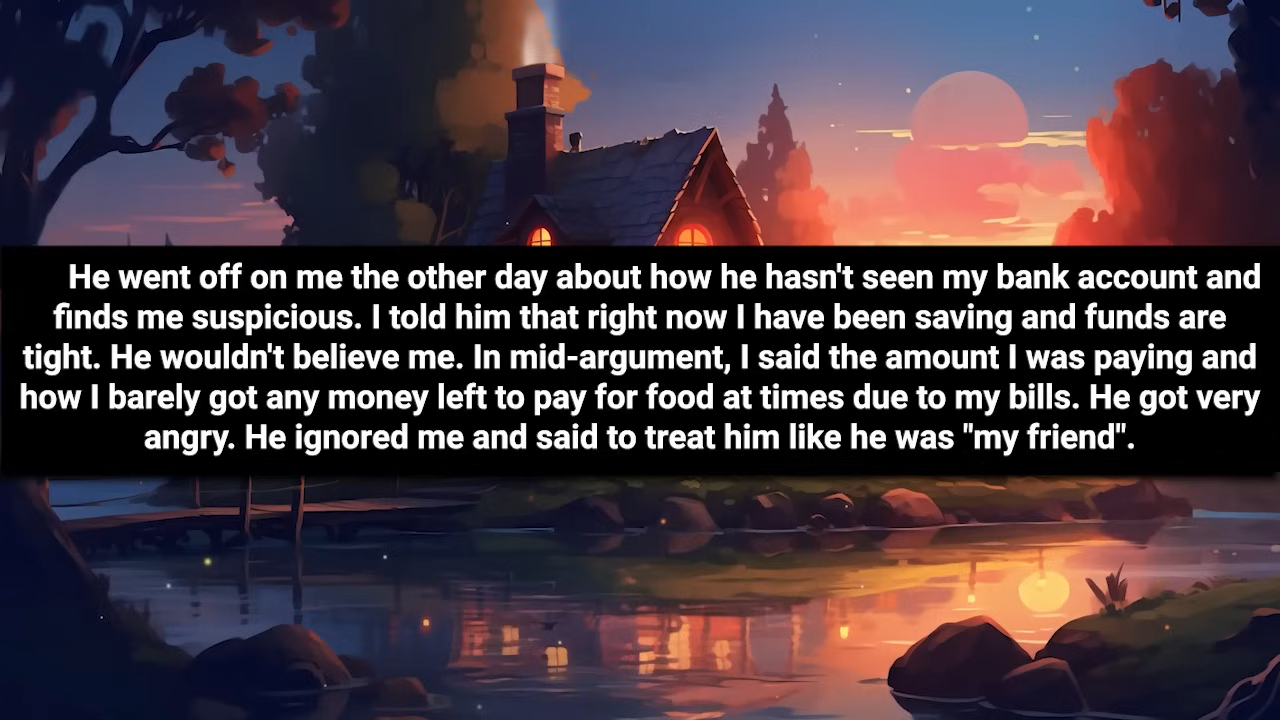 He went off on me the other day about how he hasn't seen my bank account and
finds me suspicious. I told him that right now I have been saving and funds are
tight. He wouldn't believe me. In mid-argument, I said the amount I was paying and
how I barely got any money left to pay for food at times due to my bills. He got very
angry. He ignored me and said to treat him like he was "my friend".